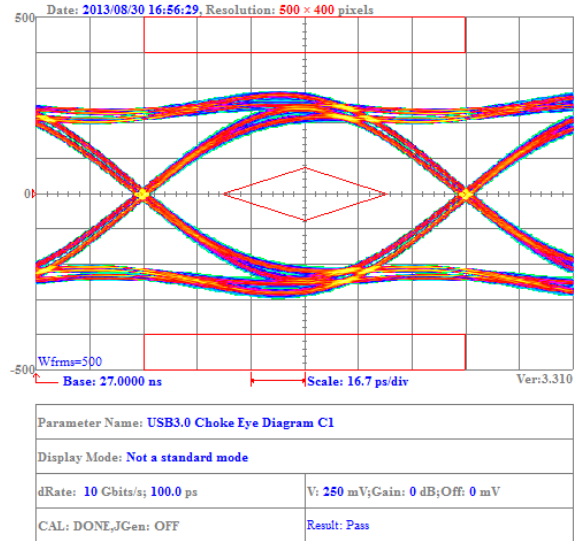 Date: 2013/08/30 16:56:29, Resolution: 500 × 400 pixels
500
0
-500
Wfrms=500
Base: 27.0000 ns
Scale: 16.7 ps/div
Ver:3.310
Parameter Name: USB3.0 Choke Eye Diagram C1
Display Mode: Not a standard mode
dRate: 10 Gbits/s; 100.0 ps
V: 250 mV;Gain: 0 dB;Off: 0 mV
CAL: DONE,JGen: OFF
Result: Pass